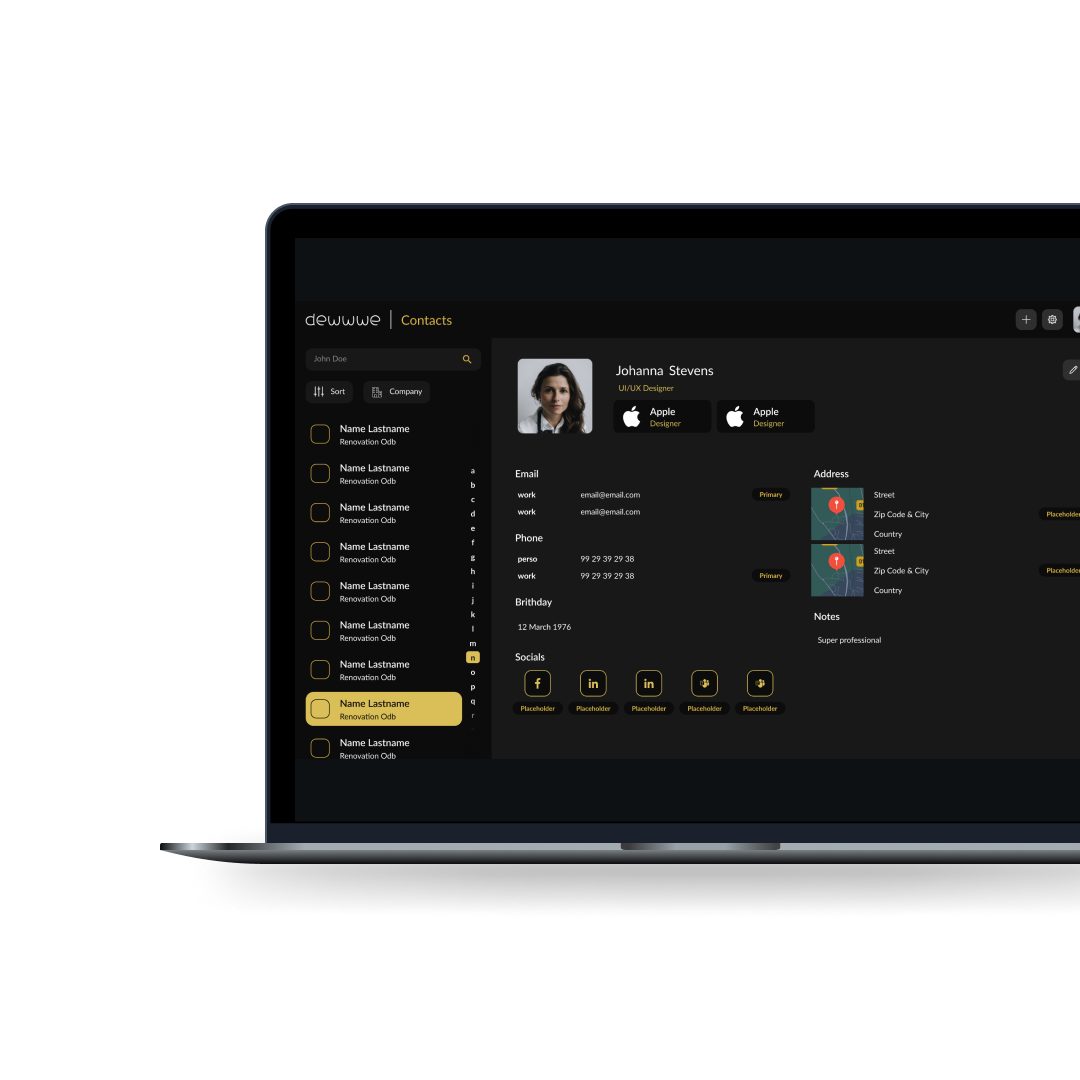 dewwwe | Contacts
John Doe
Sort
Company
Name Lastname
Renovation Odb
Name Lastname
Renovation Odb
Name Lastname
Renovation Odb
Name Lastname
Renovation Odb
Name Lastname
Renovation Odb
Name Lastname
Renovation Odb
Name Lastname
Renovation Odb
Name Lastname
Renovation Odb
Name Lastname
Renovation Odb
a
b
c
d
e
f
g
h
i
j
k
l
m
n
o
p
q
r
Johanna Stevens
UI/UX Designer
Apple
Designer
Apple
Designer
Email
work email@email.com Primary
work email@email.com
Phone
perso 99 29 39 29 38
work 99 29 39 29 38 Primary
Brithday
12 March 1976
Socials
f in in
Placeholder Placeholder Placeholder Placeholder Placeholder
Address
Street
Zip Code & City Placeholder
Country
Street
Zip Code & City Placeholder
Country
Notes
Super professional